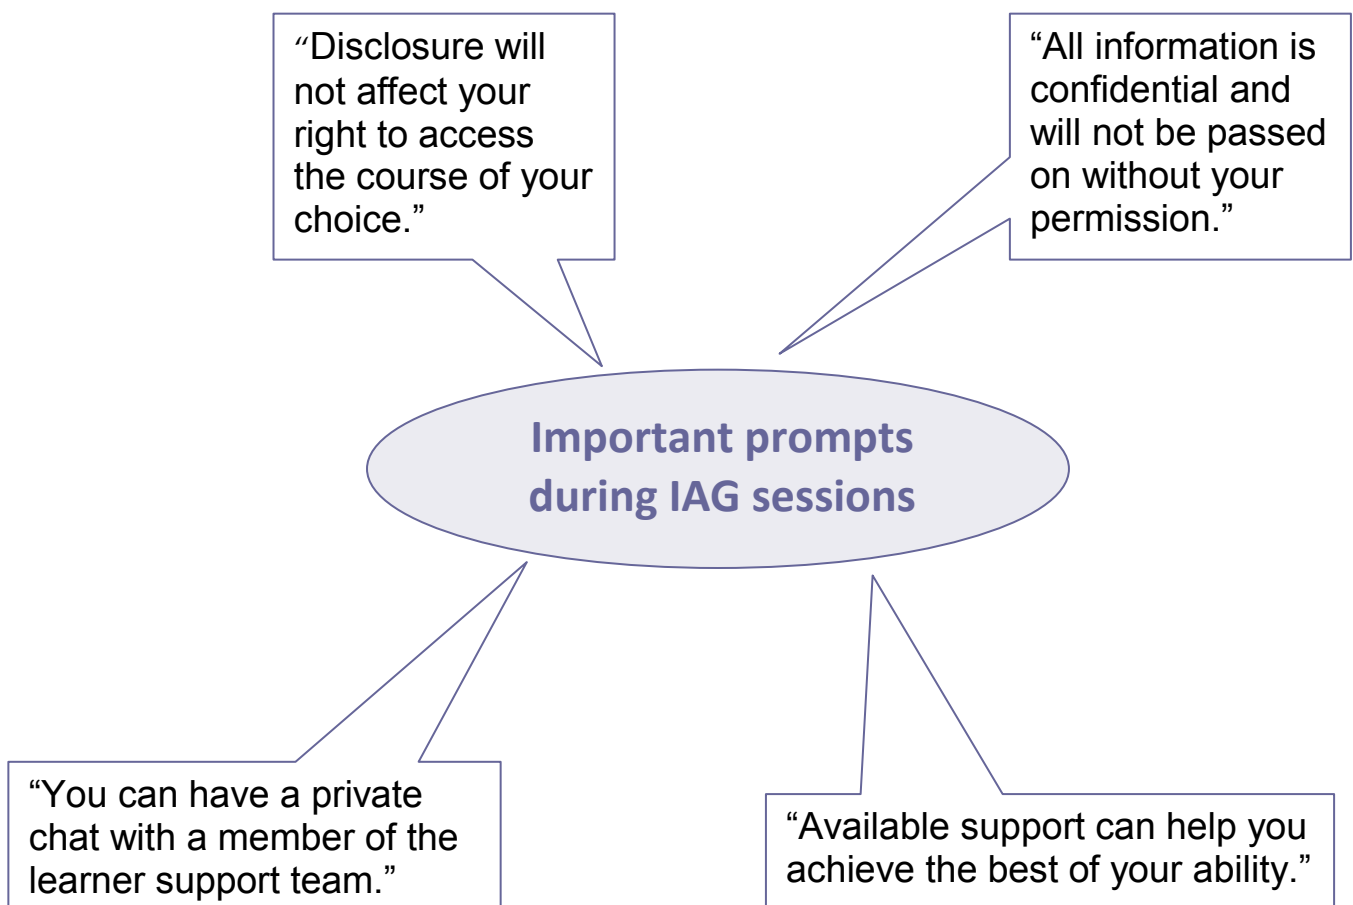 “Disclosure will
not affect your
right to access
the course of your
choice.”
“All information is
confidential and
will not be passed
on without your
permission.”
Important prompts
during IAG sessions
“You can have a private
chat with a member of the
learner support team.”
“Available support can help you
achieve the best of your ability.”